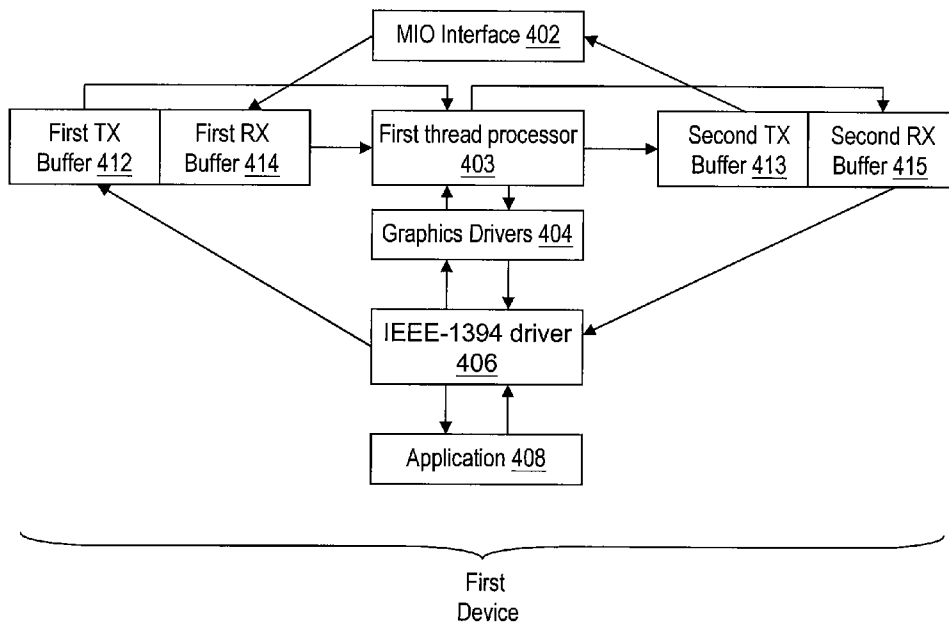 MIO Interface 402
First TX
Buffer 412
First RX
Buffer 414
First thread processor
403
Second TX
Buffer 413
Second RX
Buffer 415
Graphics Drivers 404
IEEE-1394 driver
406
Application 408
First
Device